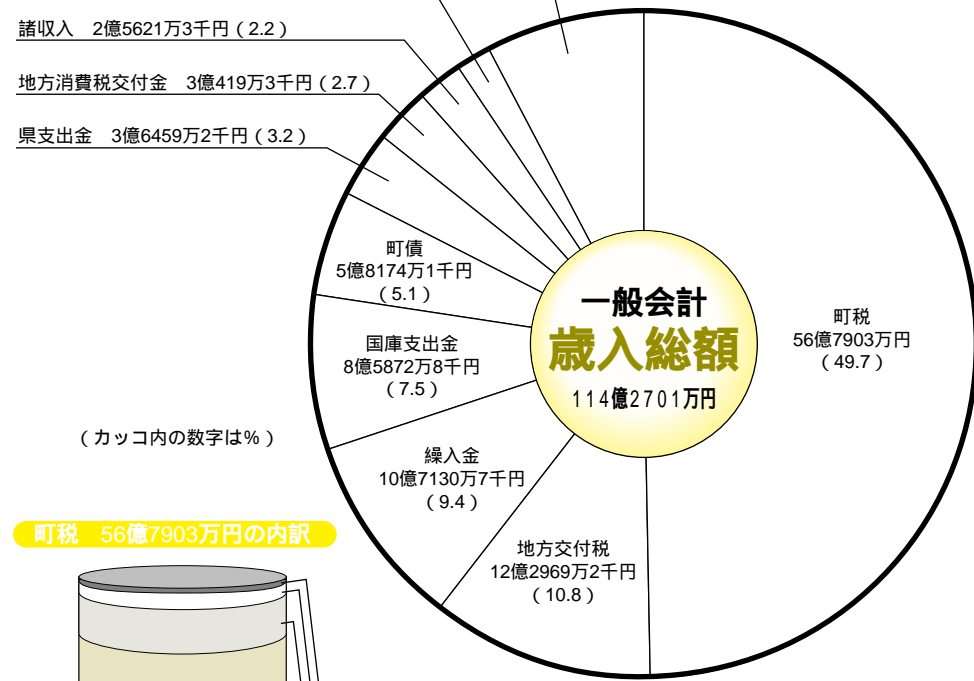 諸収入　2億5621万3千円（2.2）
地方消費税交付金　3億419万3千円（2.7）
県支出金　3億6459万2千円（3.2）
町債
5億8174万1千円
（5.1）
国庫支出金
8億5872万8千円
（7.5）
繰入金
10億7130万7千円
（9.4）
地方交付税
12億2969万2千円
（10.8）
町税
56億7903万円
（49.7）
一般会計
歳入総額
114億2701万円
（カッコ内の数字は%）
町税　56億7903万円の内訳